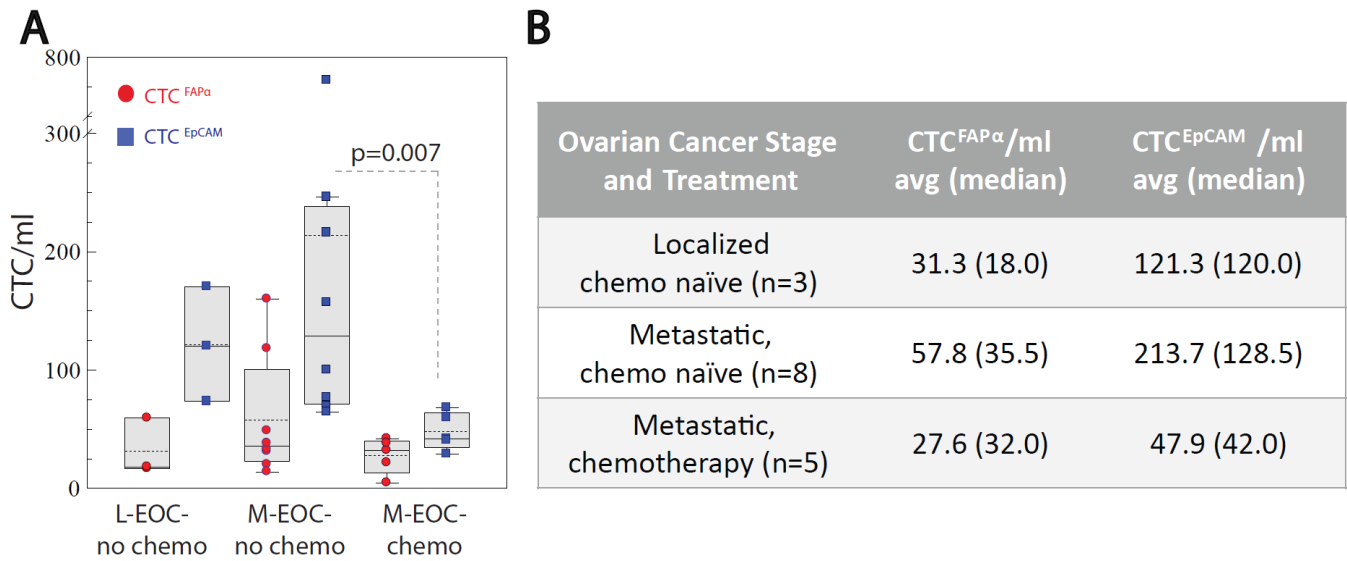 A
800
CTC FAPα
CTC EpCAM
300
p=0.007
200
CTC/ml
100
0
L-EOC-
no chemo
M-EOC-
no chemo
M-EOC-
chemo
B
Ovarian Cancer Stage
and Treatment
CTCFAPα/ml
avg (median)
CTCEpCAM /ml
avg (median)
Localized
chemo naïve (n=3)
31.3 (18.0)
121.3 (120.0)
Metastatic,
chemo naïve (n=8)
57.8 (35.5)
213.7 (128.5)
Metastatic,
chemotherapy (n=5)
27.6 (32.0)
47.9 (42.0)